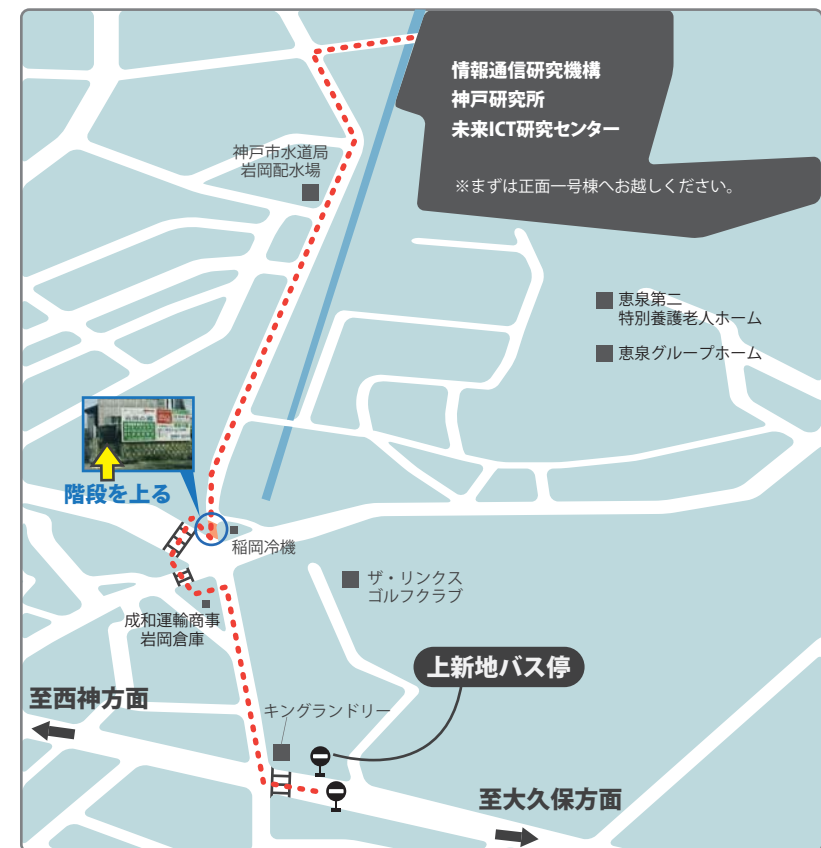 情報通信研究機構
神戸研究所
未来ICT研究センター
※まずは正面一号棟へお越しください。
神戸市水道局
岩岡配水場
恵泉第二
特別養護老人ホーム
恵泉グループホーム
階段を上る
稲岡冷機
ザ・リンクス
ゴルフクラブ
成和運輸商事
岩岡倉庫
上新地バス停
至西神方面
キングランドリー
至大久保方面